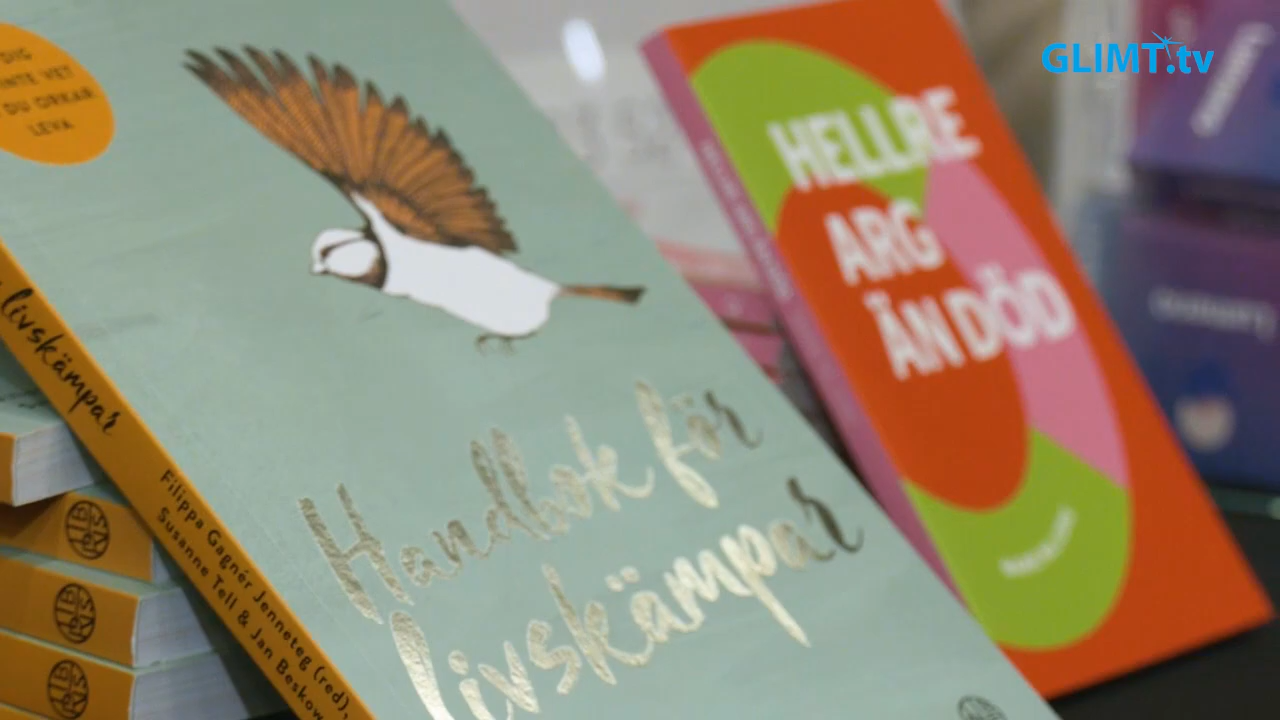 GLIMT.tv
DIG
INTE VET
DU ORKAR
LEVA
HELLRE
ARG
ÄN DÖD
livskämpar
Handbok för
livskämpar
Filippa Gagnér Jenneteg (red),
Susanne Tell & Jan Beskow